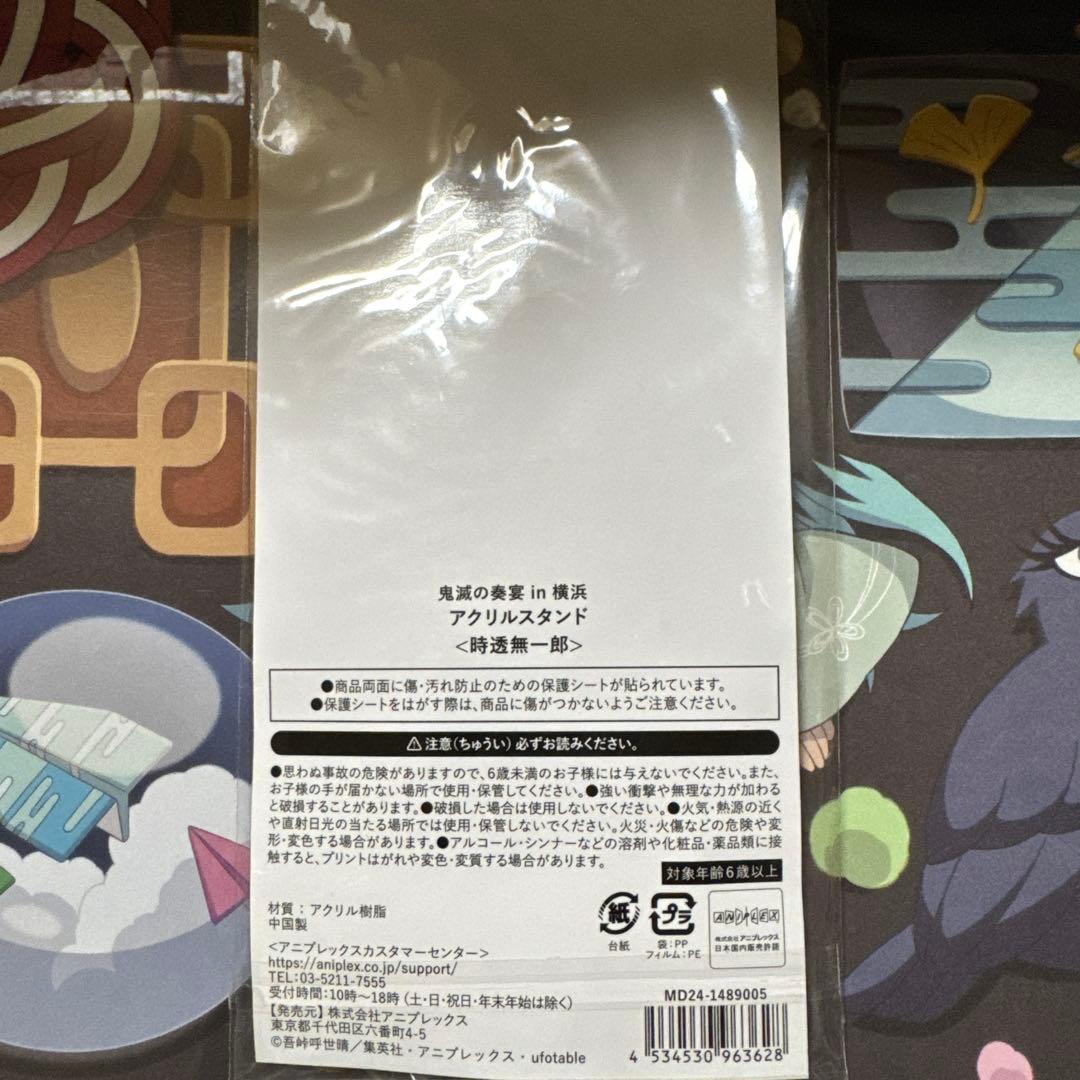 鬼滅の奏宴 in 横浜
アクリルスタンド
<時透無一郎>
●商品両面に傷・汚れ防止のための保護シートが貼られています。
●保護シートをはがす際は、商品に傷がつかないようご注意ください。
⚠注意(ちゅうい) 必ずお読みください。
●思わぬ事故の危険がありますので、6歳未満のお子様には与えないでください。また、
お子様の手が届かない場所で使用・保管してください。●強い衝撃や無理な力が加わる
と破損することがあります。●破損した場合は使用しないでください。●火気・熱源の近く
や直射日光の当たる場所では使用・保管しないでください。火災・火傷などの危険や変
形・変色する場合があります。●アルコール・シンナーなどの溶剤や化粧品・薬品類に接
触すると、プリントはがれや変色・変質する場合があります。
対象年齢6歳以上
材質：アクリル樹脂
中国製
紙
台紙
プラ
袋：PP
フィルム：PE
ANIPLEX
株式会社アニプレックス
日本国内販売許諾
<アニプレックスカスタマーセンター>
https://aniplex.co.jp/support/
TEL:03-5211-7555
受付時間:10時〜18時 (土・日・祝日・年末年始は除く)
【発売元】株式会社アニプレックス
東京都千代田区六番町4-5
©吾峠呼世晴／集英社・アニプレックス・ufotable
MD24-1489005
4 534530 963628